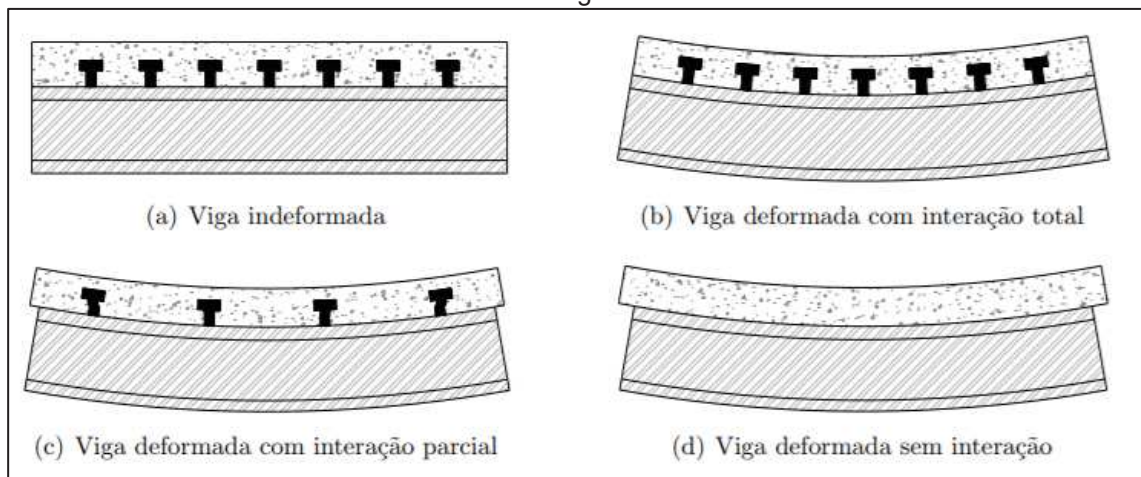 (a) Viga indeformada
(b) Viga deformada com interação total
(c) Viga deformada com interação parcial
(d) Viga deformada sem interação